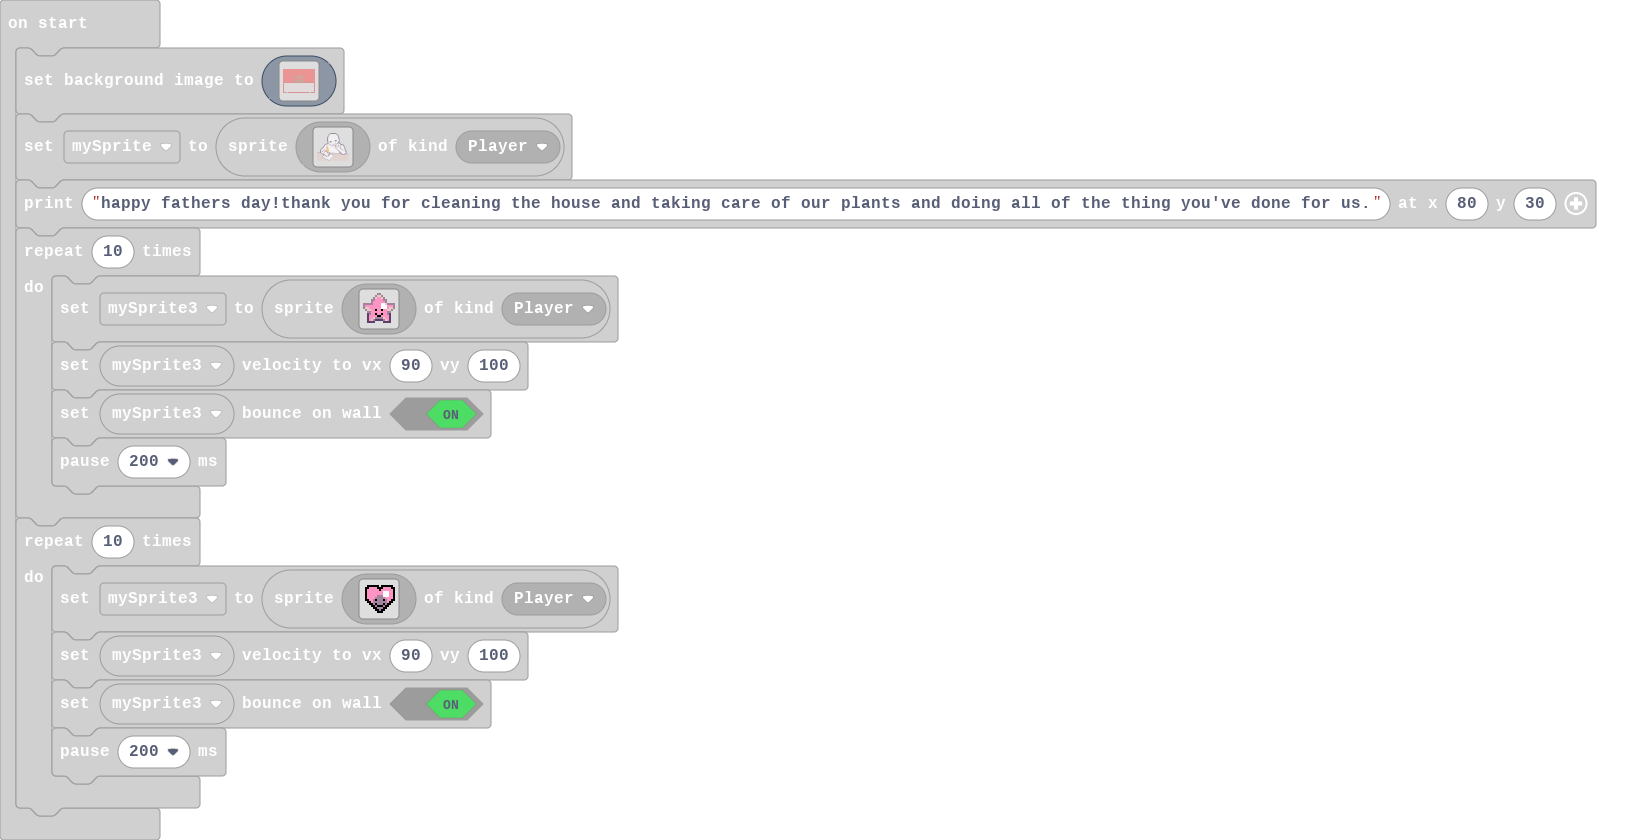 on start
set background image to
set mySprite to sprite of kind Player
print "happy fathers day!thank you for cleaning the house and taking care of our plants and doing all of the thing you've done for us." at x 80 y 30
repeat 10 times
do
set mySprite3 to sprite of kind Player
set mySprite3 velocity to vx 90 vy 100
set mySprite3 bounce on wall ON
pause 200 ms
repeat 10 times
do
set mySprite3 to sprite of kind Player
set mySprite3 velocity to vx 90 vy 100
set mySprite3 bounce on wall ON
pause 200 ms